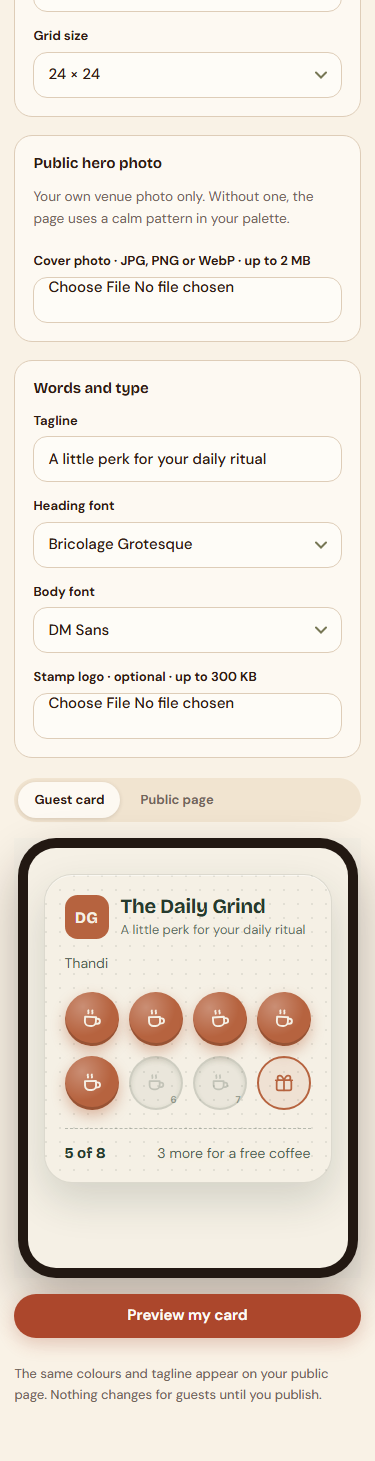 Grid size
24 × 24
Public hero photo
Your own venue photo only. Without one, the
page uses a calm pattern in your palette.
Cover photo · JPG, PNG or WebP · up to 2 MB
Choose File No file chosen
Words and type
Tagline
A little perk for your daily ritual
Heading font
Bricolage Grotesque
Body font
DM Sans
Stamp logo · optional · up to 300 KB
Choose File No file chosen
Guest card
Public page
DG
The Daily Grind
A little perk for your daily ritual
Thandi
6
7
5 of 8
3 more for a free coffee
Preview my card
The same colours and tagline appear on your public
page. Nothing changes for guests until you publish.